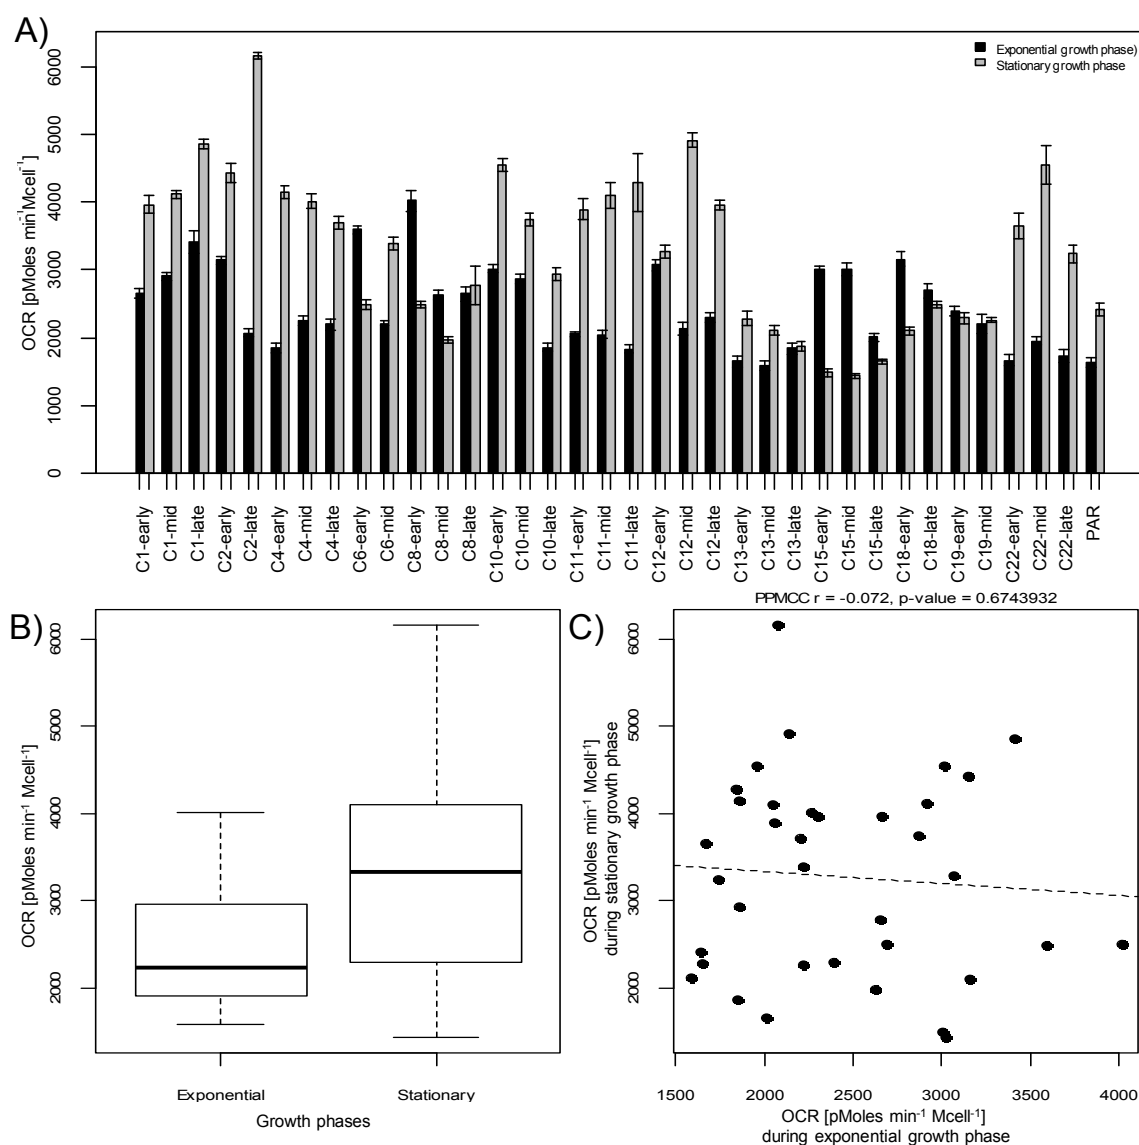 A)
Exponential growth phase)
Stationary growth phase
OCR [pMoles min⁻¹Mcell⁻¹]
0 1000 2000 3000 4000 5000 6000
C1-early C1-mid C1-late C2-early C2-late C4-early C4-mid C4-late C6-early C6-mid C8-early C8-mid C8-late C10-early C10-mid C10-late C11-early C11-mid C11-late C12-early C12-mid C12-late C13-early C13-mid C13-late C15-early C15-mid C15-late C18-early C18-late C19-early C19-mid C22-early C22-mid C22-late PAR
B)
OCR [pMoles min⁻¹ Mcell⁻¹]
2000 3000 4000 5000 6000
Exponential Stationary
Growth phases
C)
PPMCC r = -0.072, p-value = 0.6743932
OCR [pMoles min⁻¹ Mcell⁻¹]
during stationary growth phase
2000 3000 4000 5000 6000
1500 2000 2500 3000 3500 4000
OCR [pMoles min⁻¹ Mcell⁻¹]
during exponential growth phase